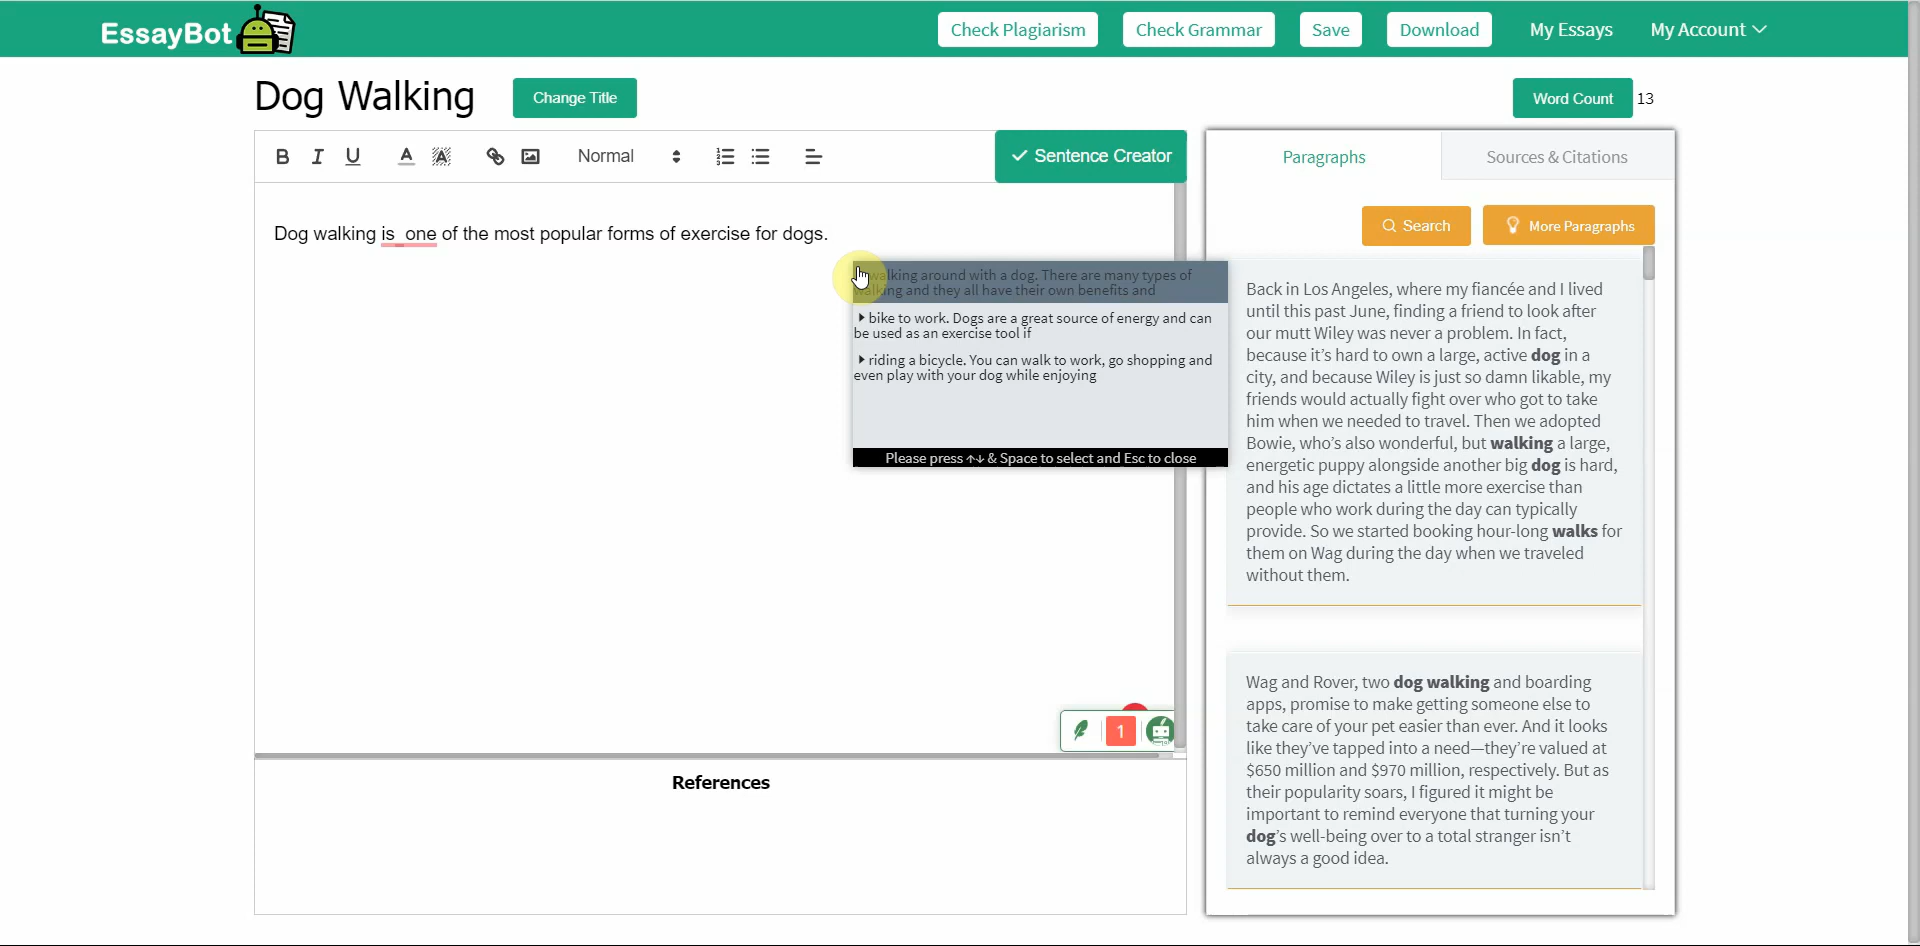 EssayBot
Check Plagiarism
Check Grammar
Save
Download
My Essays
My Account
Dog Walking
Change Title
Word Count
13
B I U A A
Normal
Sentence Creator
Paragraphs
Sources & Citations
Search
More Paragraphs
Dog walking is  one of the most popular forms of exercise for dogs.
walking around with a dog. There are many types of
walking and they all have their own benefits and
bike to work. Dogs are a great source of energy and can
be used as an exercise tool if
riding a bicycle. You can walk to work, go shopping and
even play with your dog while enjoying
Please press ↑↓ & Space to select and Esc to close
Back in Los Angeles, where my fiancée and I lived
until this past June, finding a friend to look after
our mutt Wiley was never a problem. In fact,
because it’s hard to own a large, active dog in a
city, and because Wiley is just so damn likable, my
friends would actually fight over who got to take
him when we needed to travel. Then we adopted
Bowie, who’s also wonderful, but walking a large,
energetic puppy alongside another big dog is hard,
and his age dictates a little more exercise than
people who work during the day can typically
provide. So we started booking hour-long walks for
them on Wag during the day when we traveled
without them.
Wag and Rover, two dog walking and boarding
apps, promise to make getting someone else to
take care of your pet easier than ever. And it looks
like they’ve tapped into a need—they’re valued at
$650 million and $970 million, respectively. But as
their popularity soars, I figured it might be
important to remind everyone that turning your
dog’s well-being over to a total stranger isn’t
always a good idea.
1
References